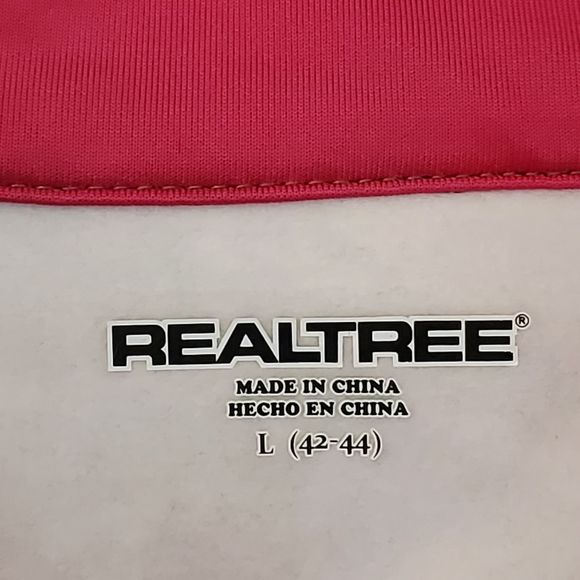 REALTREE®
MADE IN CHINA
HECHO EN CHINA
L (42-44)